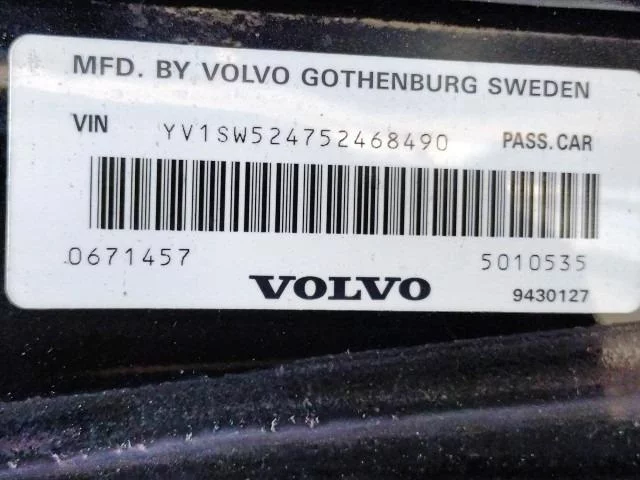 MFD. BY VOLVO GOTHENBURG SWEDEN
VIN YV1SW524752468490 PASS.CAR
0671457 5010535
VOLVO 9430127